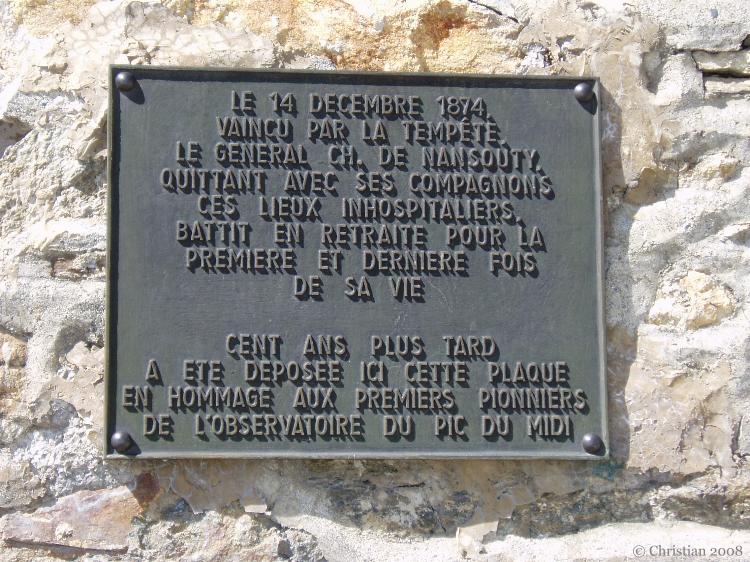 LE 14 DECEMBRE 1874,
VAINCU PAR LA TEMPÊTE,
LE GENERAL CH. DE NANSOUTY,
QUITTANT AVEC SES COMPAGNONS
CES LIEUX INHOSPITALIERS,
BATTIT EN RETRAITE POUR LA
PREMIERE ET DERNIERE FOIS
DE SA VIE
CENT ANS PLUS TARD
A ETE DEPOSEE ICI CETTE PLAQUE
EN HOMMAGE AUX PREMIERS PIONNIERS
DE L'OBSERVATOIRE DU PIC DU MIDI
© Christian 2008